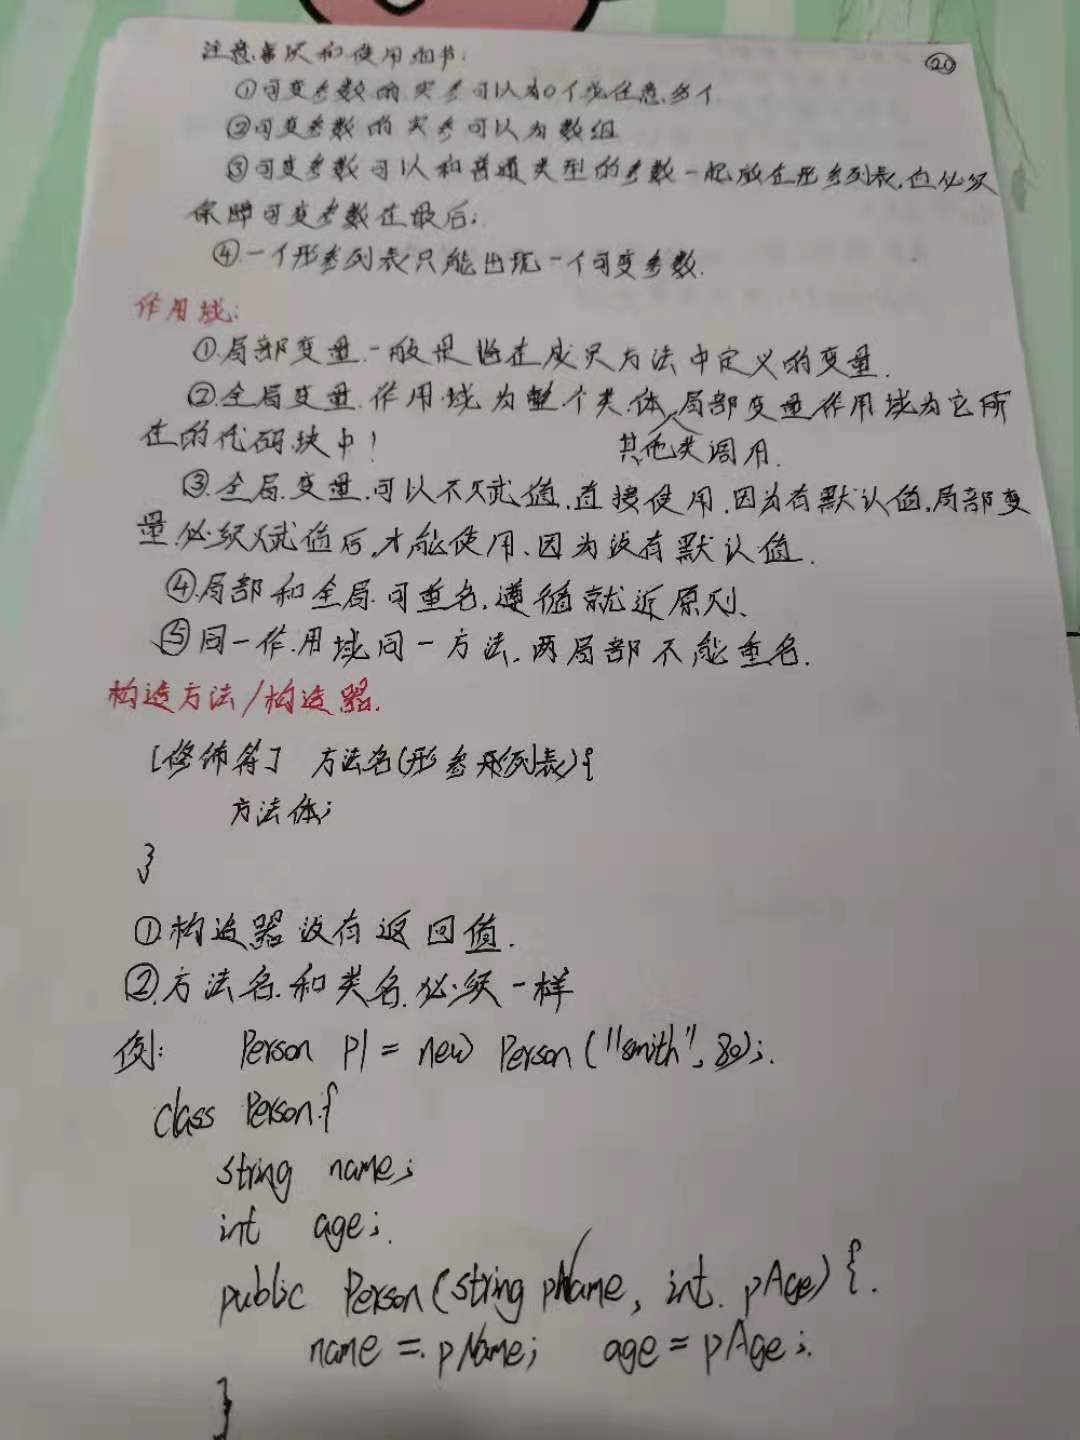 注意事项和使用细节:
⑳
①可变参数的实参可以为0个或任意多个
②可变参数的实参可以为数组
③可变参数可以和普通类型的参数一起放在形参列表,但必须
保障可变参数在最后;
④一个形参列表只能出现一个可变参数.
作用域:
①局部变量一般是指在成员方法中定义的变量.
②全局变量.作用域为整个类体,局部变量作用域为它所
其他类调用.
在的代码块中!
③全局变量.可以不赋值.直接使用.因为有默认值,局部变
量必须赋值后,才能使用、因为没有默认值.
④局部和全局可重名.遵循就近原则、
⑤同一作用域同一方法.两局部不能重名.
构造方法/构造器.
[修饰符] 方法名(形参列表){
方法体;
}
①构造器没有返回值.
②方法名和类名必须一样
例: Person p1 = new Person("smith", 80);.
class Person{
string name;
int age;.
public Person(string pName, int pAge){.
name = pName; age = pAge;.
}